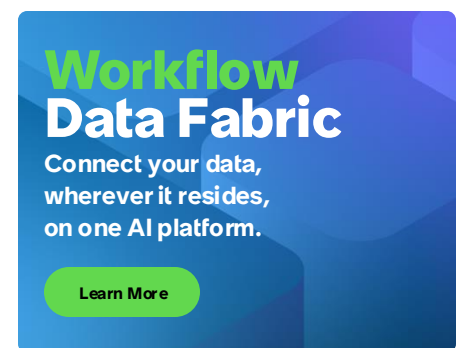 Workflow
Data Fabric
Connect your data,
wherever it resides,
on one AI platform.
Learn More